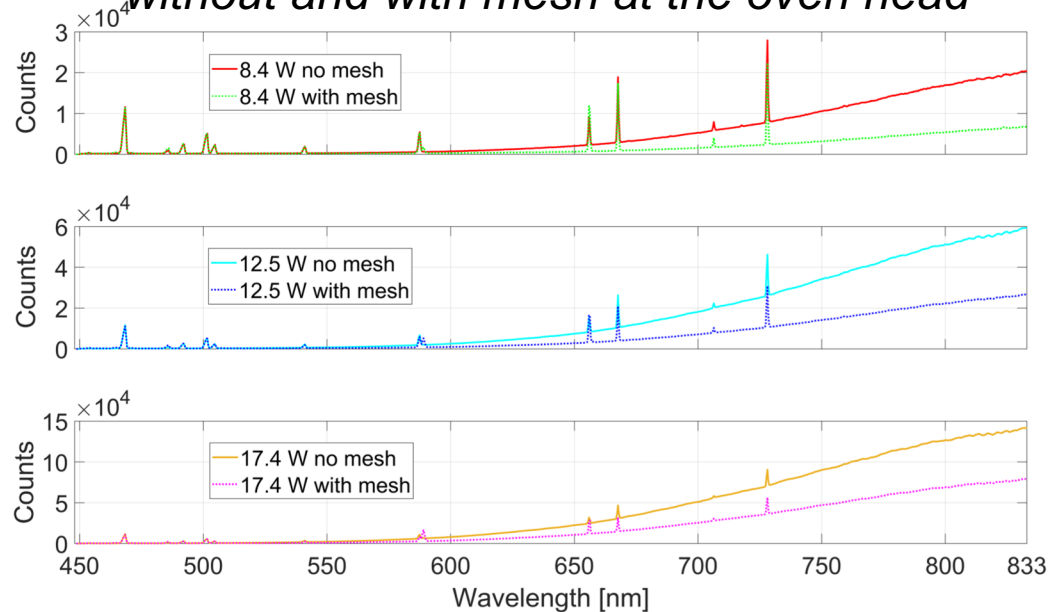 without and with mesh at the oven head
×10⁴
3
2
1
0
Counts
8.4 W no mesh
8.4 W with mesh
×10⁴
6
4
2
0
Counts
12.5 W no mesh
12.5 W with mesh
×10⁴
15
10
5
0
Counts
17.4 W no mesh
17.4 W with mesh
450 500 550 600 650 700 750 800 833
Wavelength [nm]